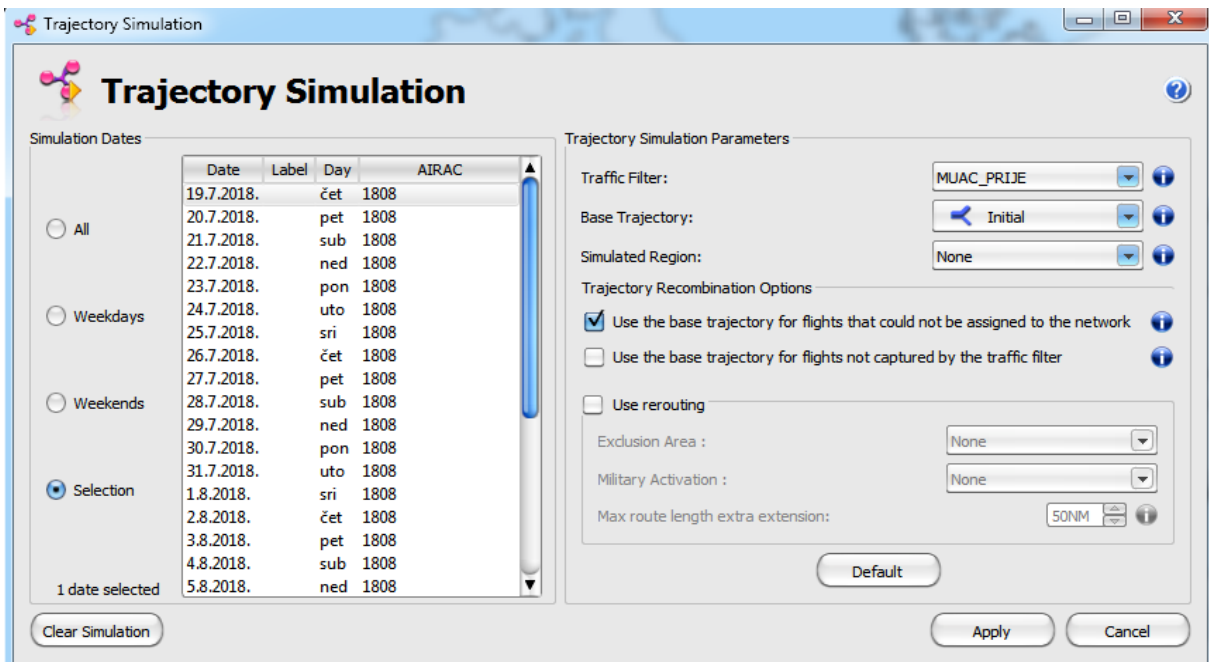 Trajectory Simulation
Trajectory Simulation
Simulation Dates
All
Weekdays
Weekends
Selection
1 date selected
Date Label Day AIRAC
19.7.2018. čet 1808
20.7.2018. pet 1808
21.7.2018. sub 1808
22.7.2018. ned 1808
23.7.2018. pon 1808
24.7.2018. uto 1808
25.7.2018. sri 1808
26.7.2018. čet 1808
27.7.2018. pet 1808
28.7.2018. sub 1808
29.7.2018. ned 1808
30.7.2018. pon 1808
31.7.2018. uto 1808
1.8.2018. sri 1808
2.8.2018. čet 1808
3.8.2018. pet 1808
4.8.2018. sub 1808
5.8.2018. ned 1808
Trajectory Simulation Parameters
Traffic Filter: MUAC_PRIJE
Base Trajectory: Initial
Simulated Region: None
Trajectory Recombination Options
Use the base trajectory for flights that could not be assigned to the network
Use the base trajectory for flights not captured by the traffic filter
Use rerouting
Exclusion Area : None
Military Activation : None
Max route length extra extension: 50NM
Default
Clear Simulation
Apply Cancel